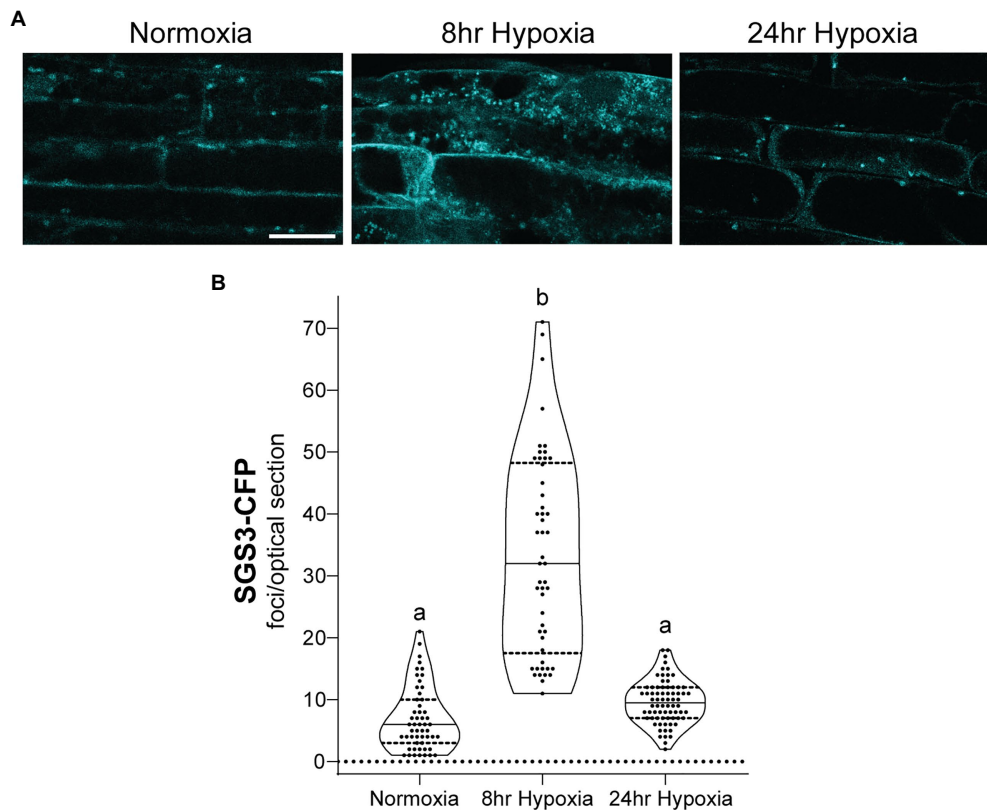 A
Normoxia
8hr Hypoxia
24hr Hypoxia
B
SGS3-CFP
foci/optical section
70
60
50
40
30
20
10
0
a
b
a
Normoxia
8hr Hypoxia
24hr Hypoxia